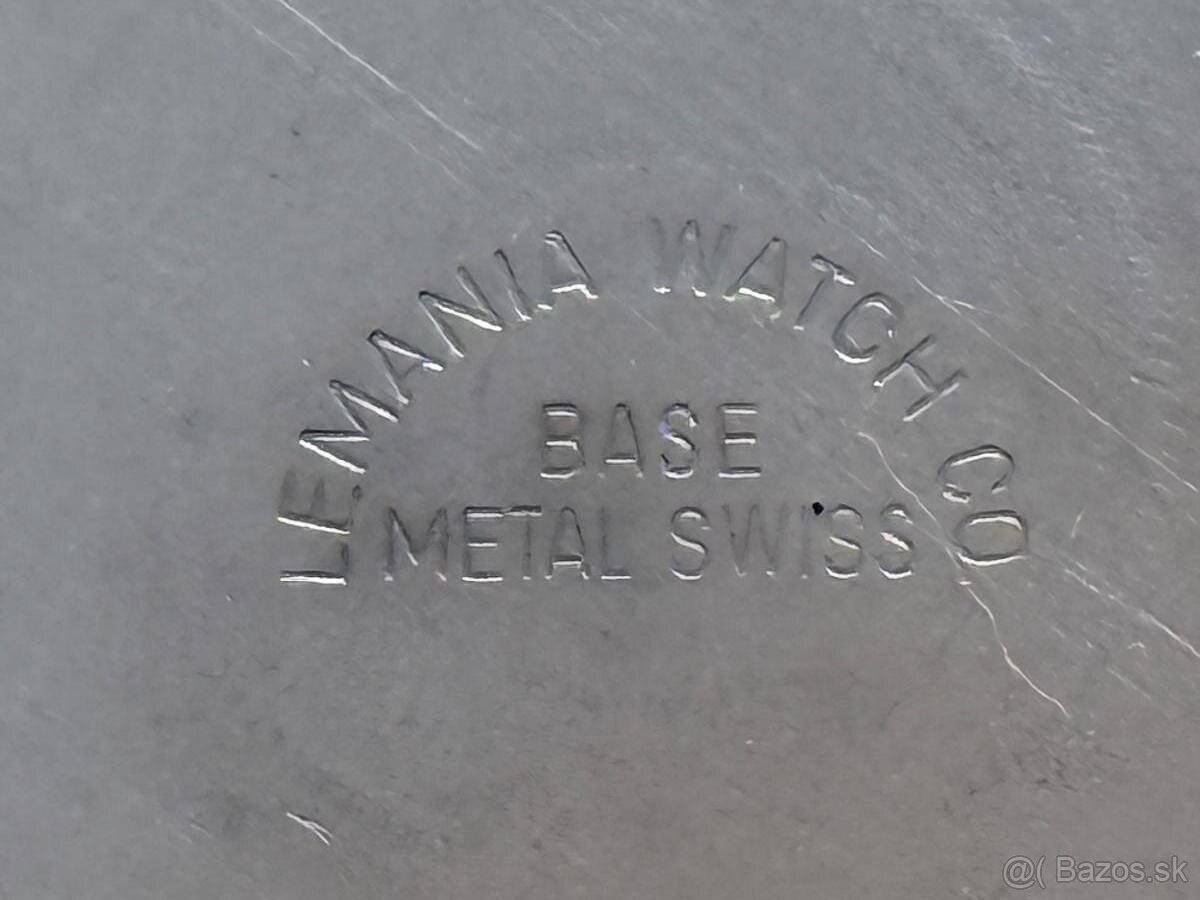 LEMANIA WATCH CO
BASE
METAL SWISS
@( Bazos.sk